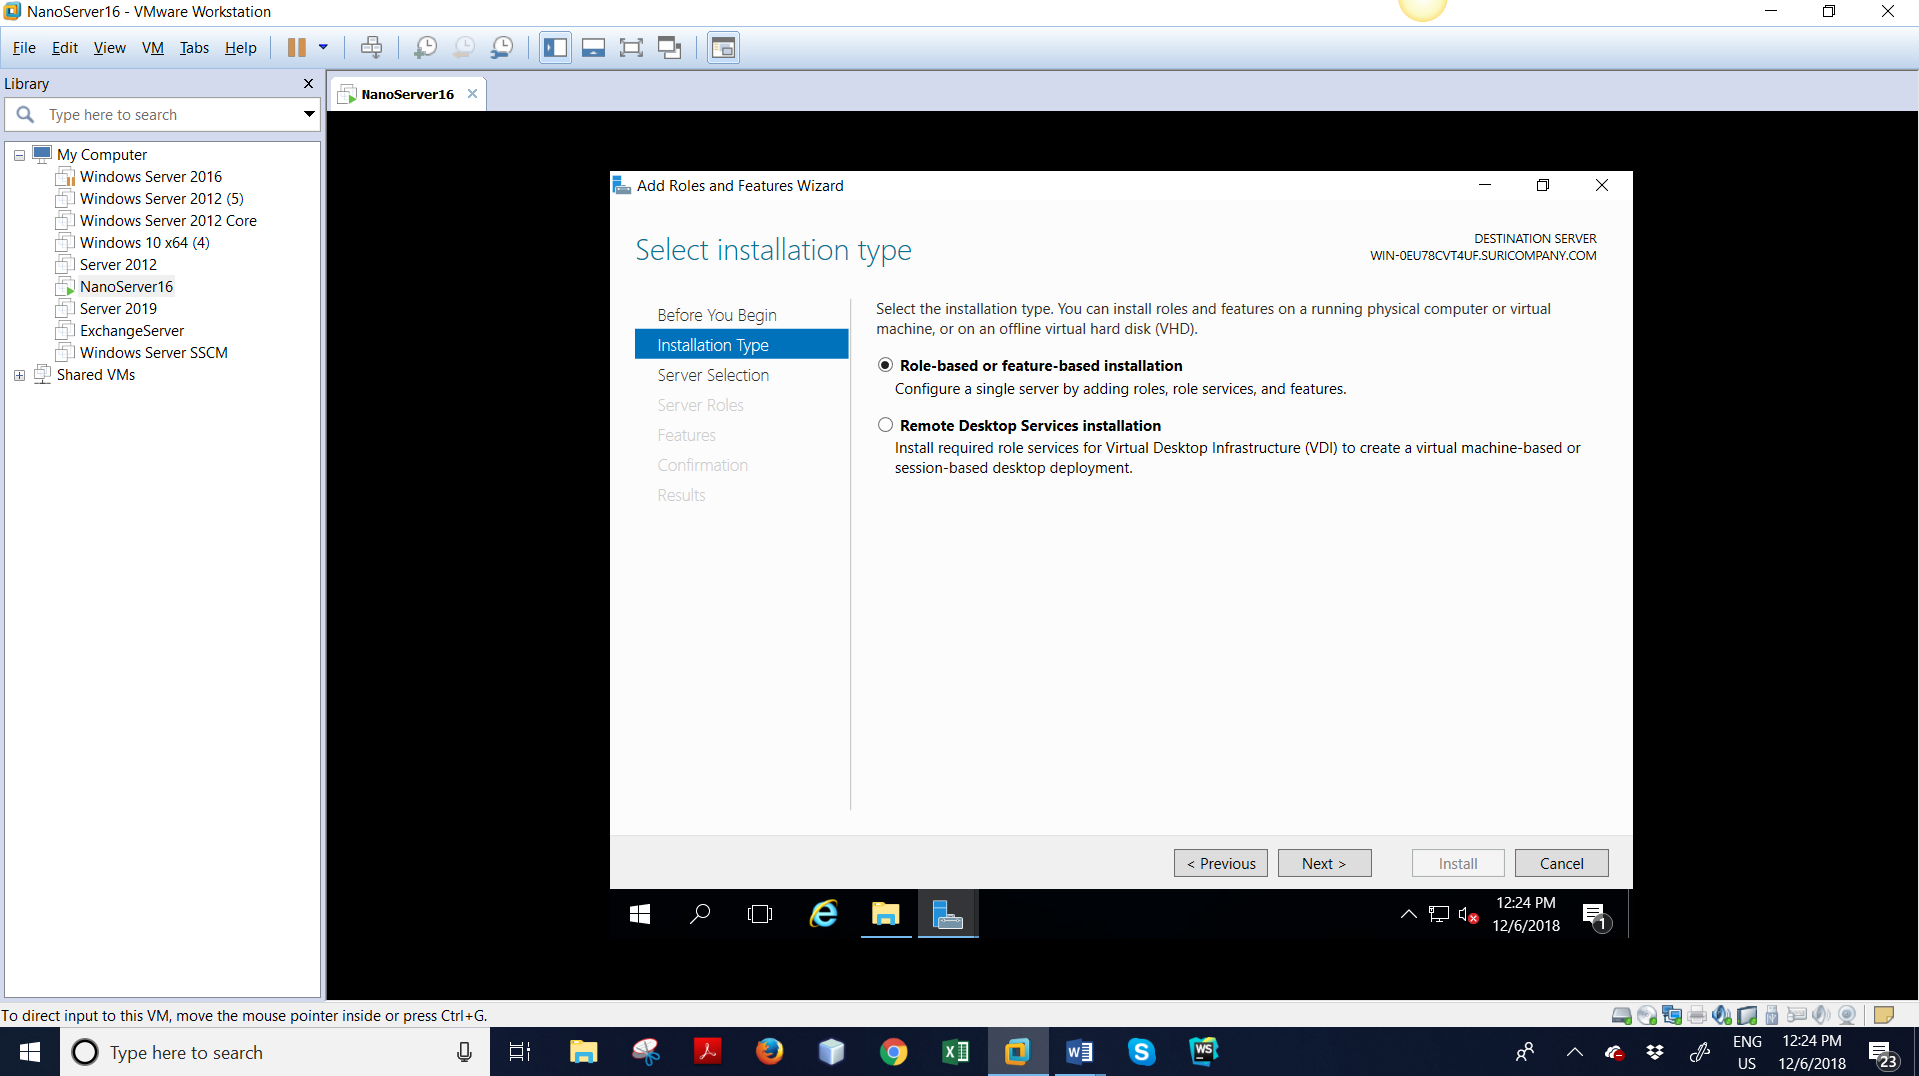 NanoServer16 - VMware Workstation
File Edit View VM Tabs Help
Library
Type here to search
My Computer
Windows Server 2016
Windows Server 2012 (5)
Windows Server 2012 Core
Windows 10 x64 (4)
Server 2012
NanoServer16
Server 2019
ExchangeServer
Windows Server SSCM
Shared VMs
NanoServer16
Add Roles and Features Wizard
Select installation type
DESTINATION SERVER
WIN-0EU78CVT4UF.SURICOMPANY.COM
Before You Begin
Installation Type
Server Selection
Server Roles
Features
Confirmation
Results
Select the installation type. You can install roles and features on a running physical computer or virtual
machine, or on an offline virtual hard disk (VHD).
Role-based or feature-based installation
Configure a single server by adding roles, role services, and features.
Remote Desktop Services installation
Install required role services for Virtual Desktop Infrastructure (VDI) to create a virtual machine-based or
session-based desktop deployment.
< Previous
Next >
Install
Cancel
12:24 PM
12/6/2018
1
To direct input to this VM, move the mouse pointer inside or press Ctrl+G.
Type here to search
WS
ENG
US
12:24 PM
12/6/2018
23